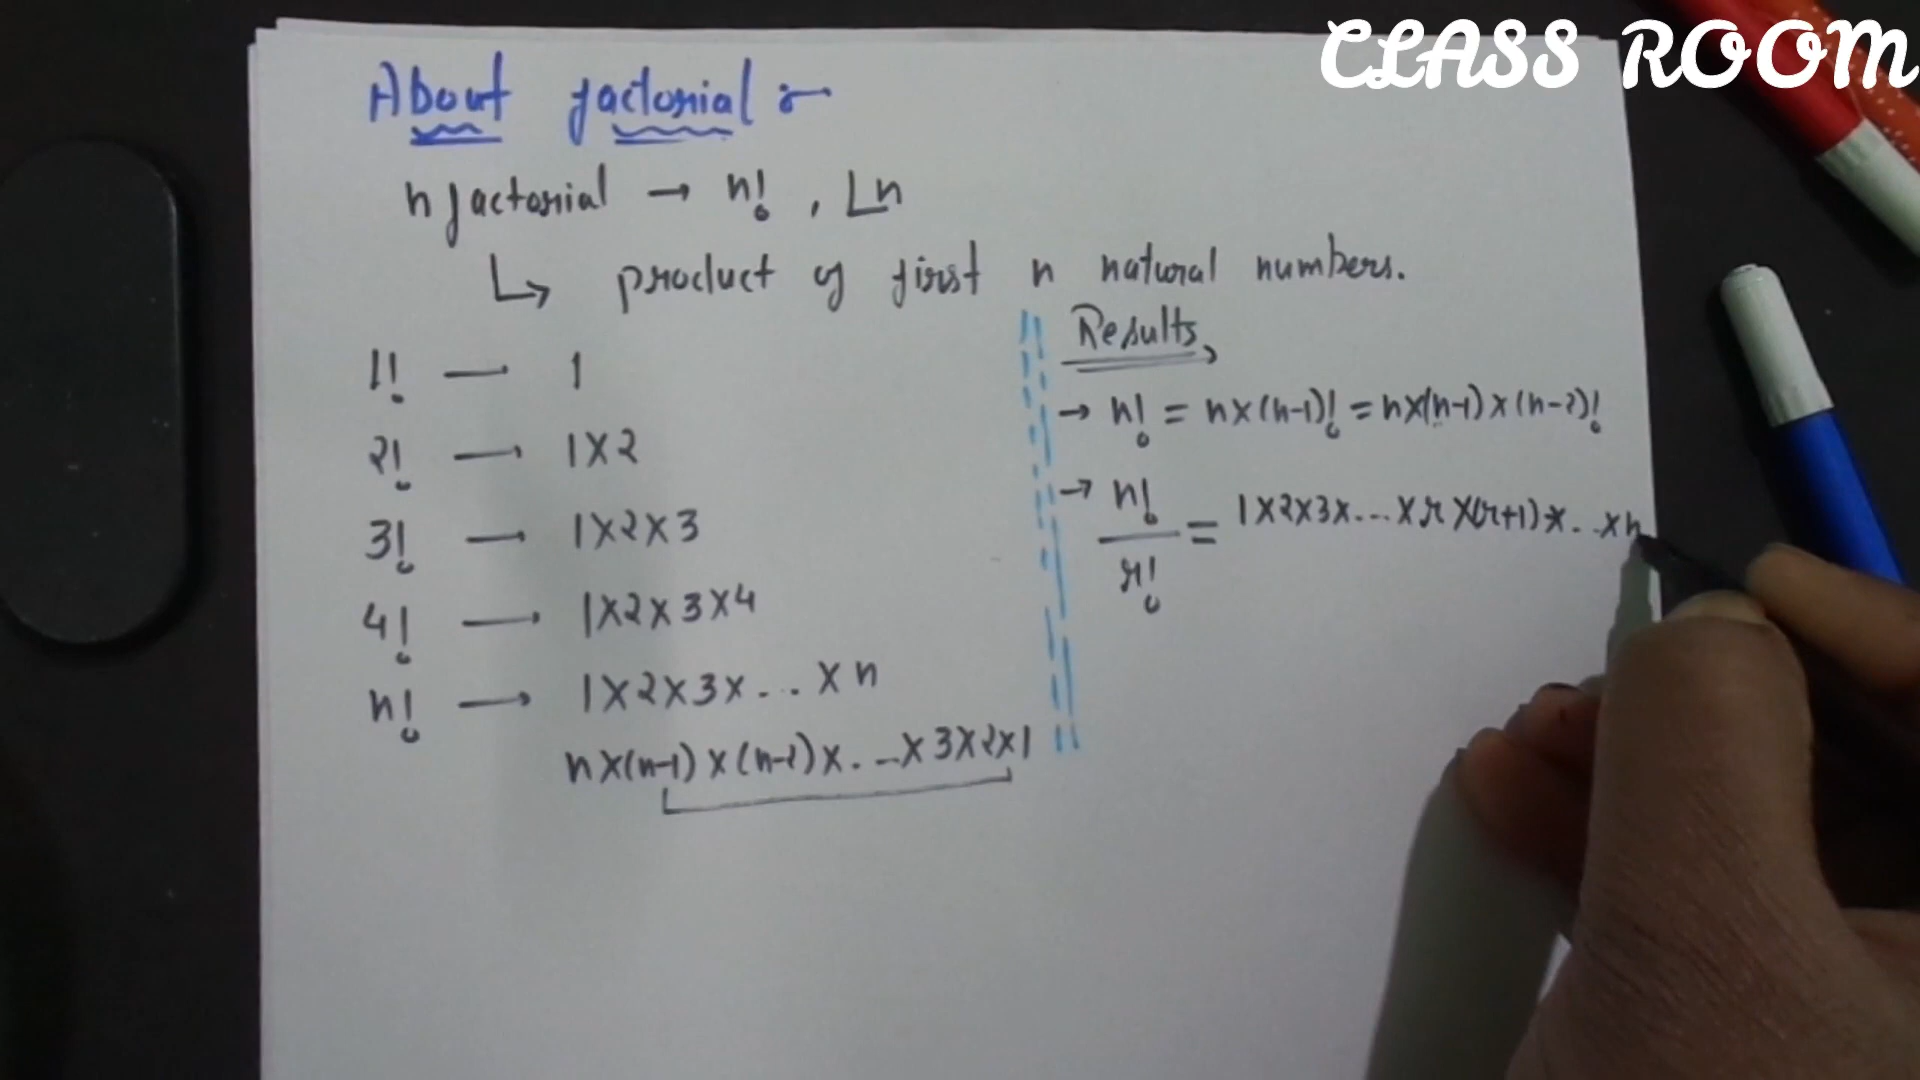 CLASS ROOM
About factorial :-
n factorial → n! , ⌊n
↳ product of first n natural numbers.
1! — 1
2! — 1×2
3! — 1×2×3
4! — 1×2×3×4
n! — 1×2×3×...×n
n×(n-1)×(n-2)×...×3×2×1
Results,
→ n! = n×(n-1)! = n×(n-1)×(n-2)!
→ n!/r! = 1×2×3×...×r×(r+1)×...×n